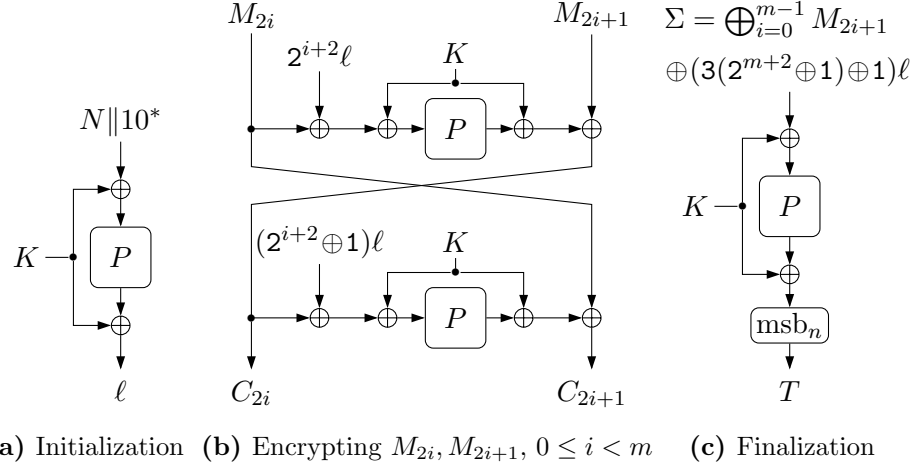 N∥10*
K
P
ℓ
M_{2i} M_{2i+1}
2^{i+2}ℓ K
P
(2^{i+2}⊕1)ℓ K
P
C_{2i} C_{2i+1}
Σ = ⨁_{i=0}^{m−1} M_{2i+1}
⊕(3(2^{m+2}⊕1)⊕1)ℓ
K
P
msb_n
T
a) Initialization (b) Encrypting M_{2i}, M_{2i+1}, 0 ≤ i < m (c) Finalization